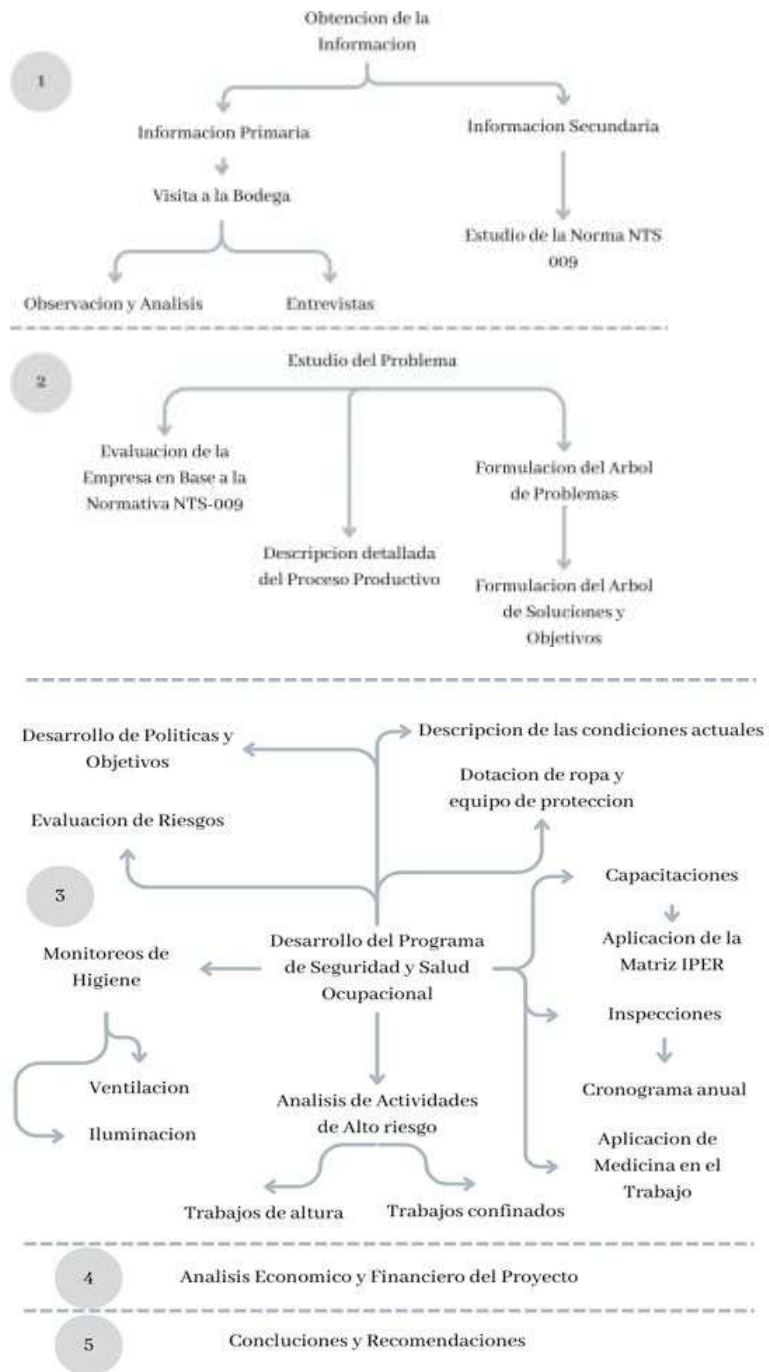 Obtencion de la
Informacion
1
Informacion Primaria
Informacion Secundaria
Visita a la Bodega
Estudio de la Norma NTS
009
Observacion y Analisis
Entrevistas
2
Estudio del Problema
Evaluacion de la
Empresa en Base a la
Normativa NTS-009
Formulacion del Arbol
de Problemas
Descripcion detallada
del Proceso Productivo
Formulacion del Arbol
de Soluciones y
Objetivos
Desarrollo de Politicas y
Objetivos
Descripcion de las condiciones actuales
Dotacion de ropa y
equipo de proteccion
Evaluacion de Riesgos
3
Capacitaciones
Monitoreos de
Higiene
Desarrollo del Programa
de Seguridad y Salud
Ocupacional
Aplicacion de la
Matriz IPER
Inspecciones
Ventilacion
Iluminacion
Analisis de Actividades
de Alto riesgo
Cronograma anual
Aplicacion de
Medicina en el
Trabajo
Trabajos de altura
Trabajos confinados
4
Analisis Economico y Financiero del Proyecto
5
Concluciones y Recomendaciones